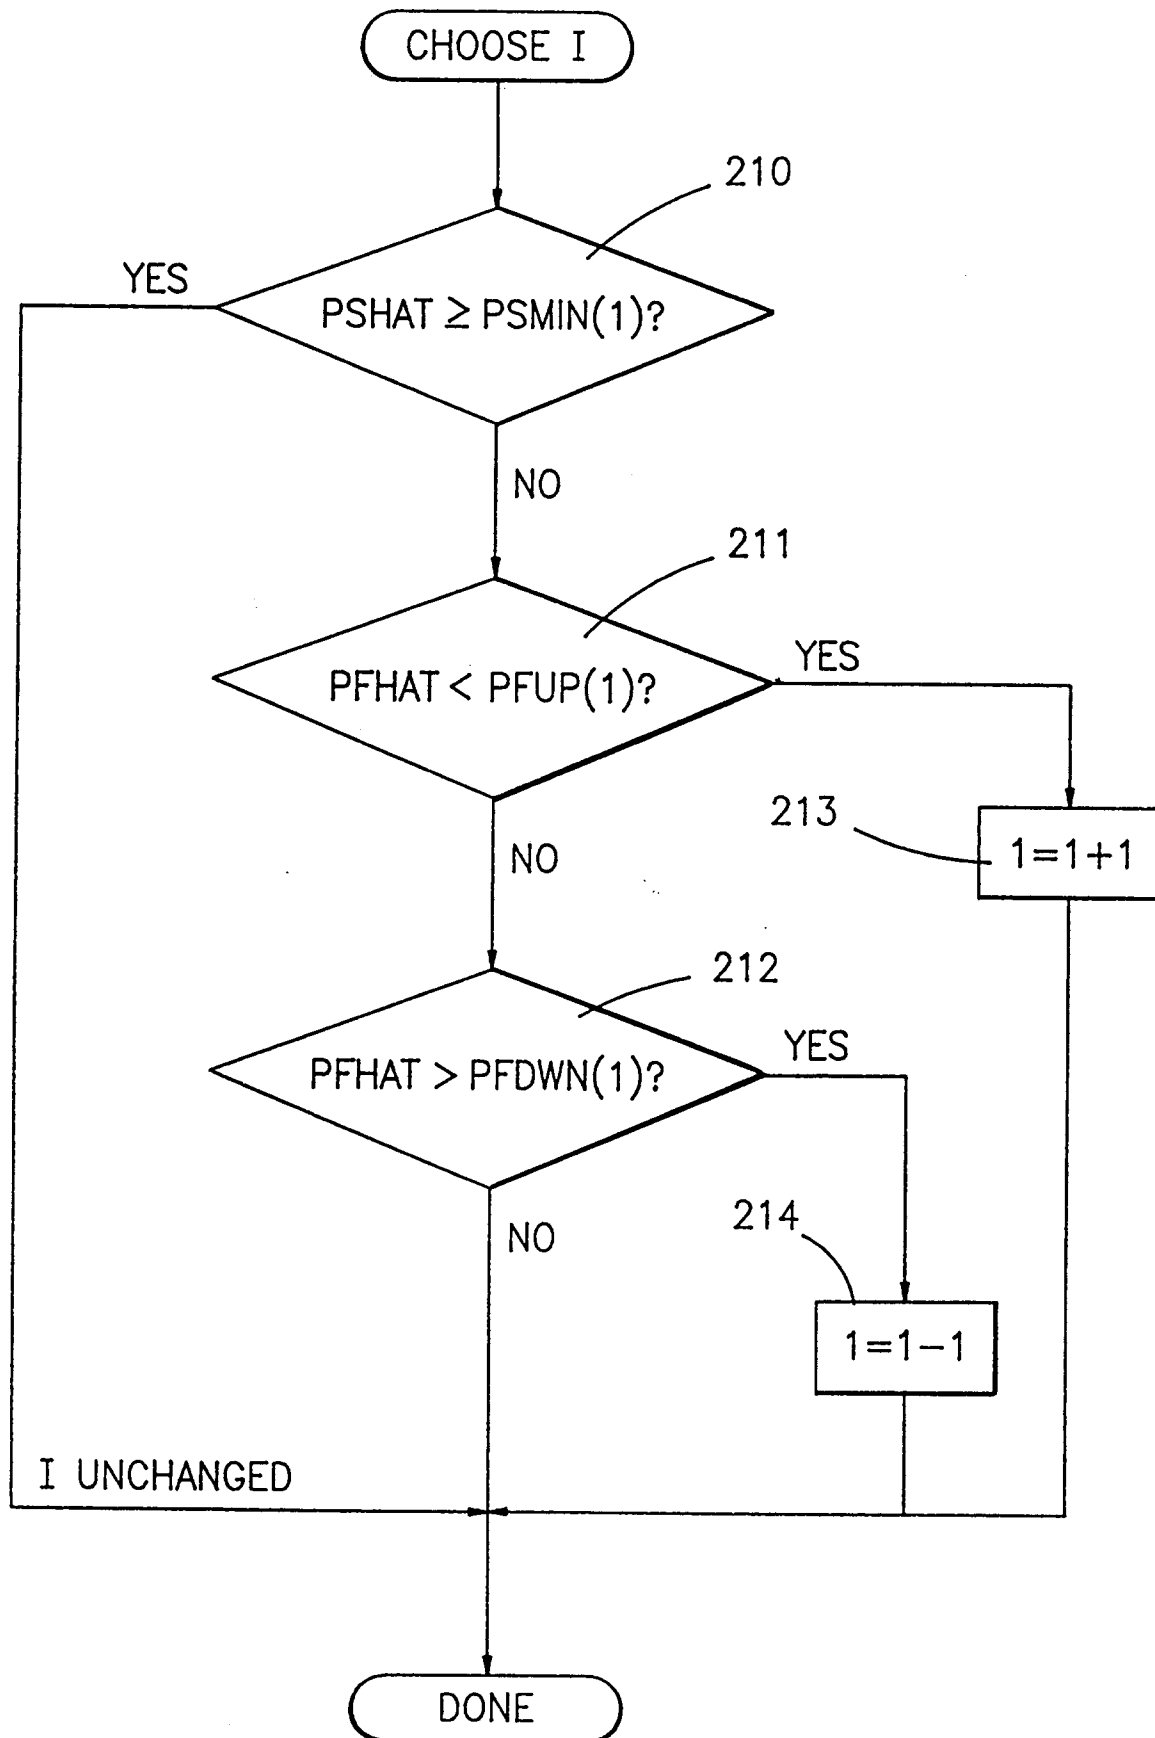 CHOOSE I
210
YES
PSHAT ≥ PSMIN(1)?
NO
211
YES
PFHAT < PFUP(1)?
213
1=1+1
NO
212
YES
PFHAT > PFDWN(1)?
214
NO
1=1-1
I UNCHANGED
DONE